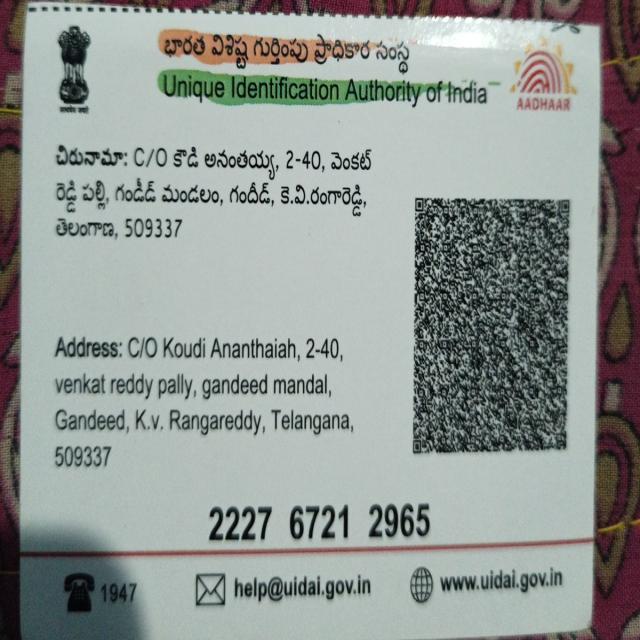 భారత విశిష్ట గుర్తింపు ప్రాధికార సంస్థ
Unique Identification Authority of India
AADHAAR
చిరునామా: C/O కౌడి అనంతయ్య, 2-40, వెంకట్
రెడ్డి పల్లి, గండీడ్ మండలం, గందీడ్, కె.వి.రంగారెడ్డి,
తెలంగాణ, 509337
Address: C/O Koudi Ananthaiah, 2-40,
venkat reddy pally, gandeed mandal,
Gandeed, K.v. Rangareddy, Telangana,
509337
2227 6721 2965
1947 help@uidai.gov.in www.uidai.gov.in